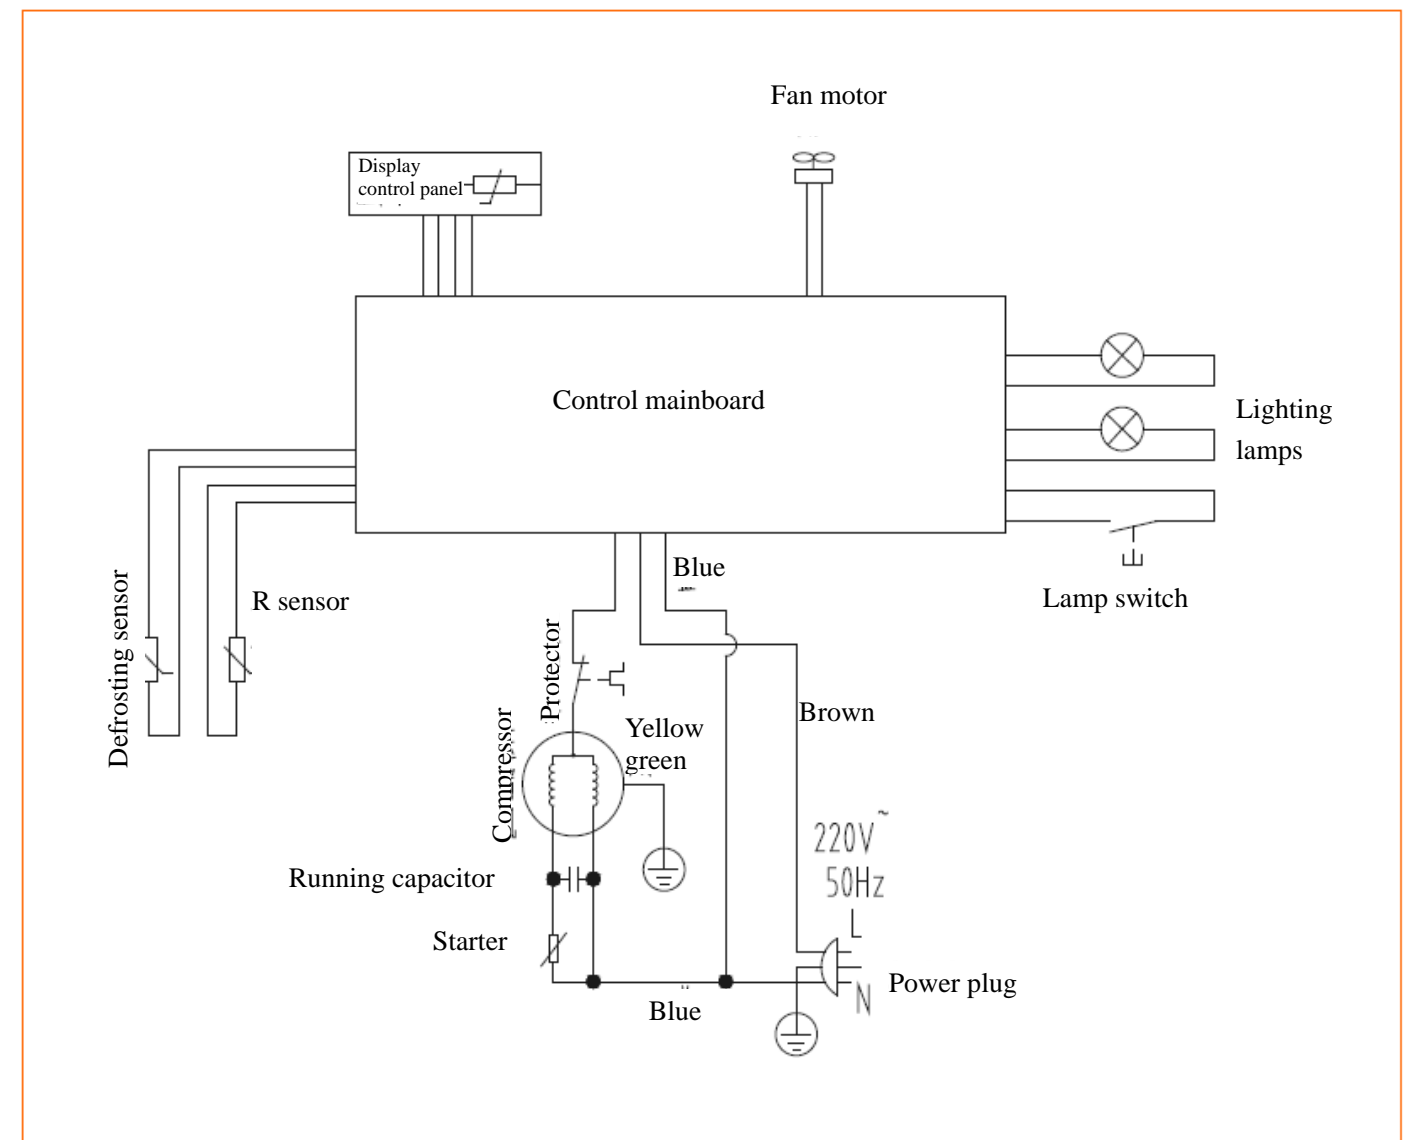 Fan motor
Display
control panel
Control mainboard
Lighting
lamps
Blue
Lamp switch
R sensor
Defrosting sensor
Protector
Brown
Yellow
green
Compressor
220V~
50Hz
Running capacitor
L
Starter
Power plug
N
Blue